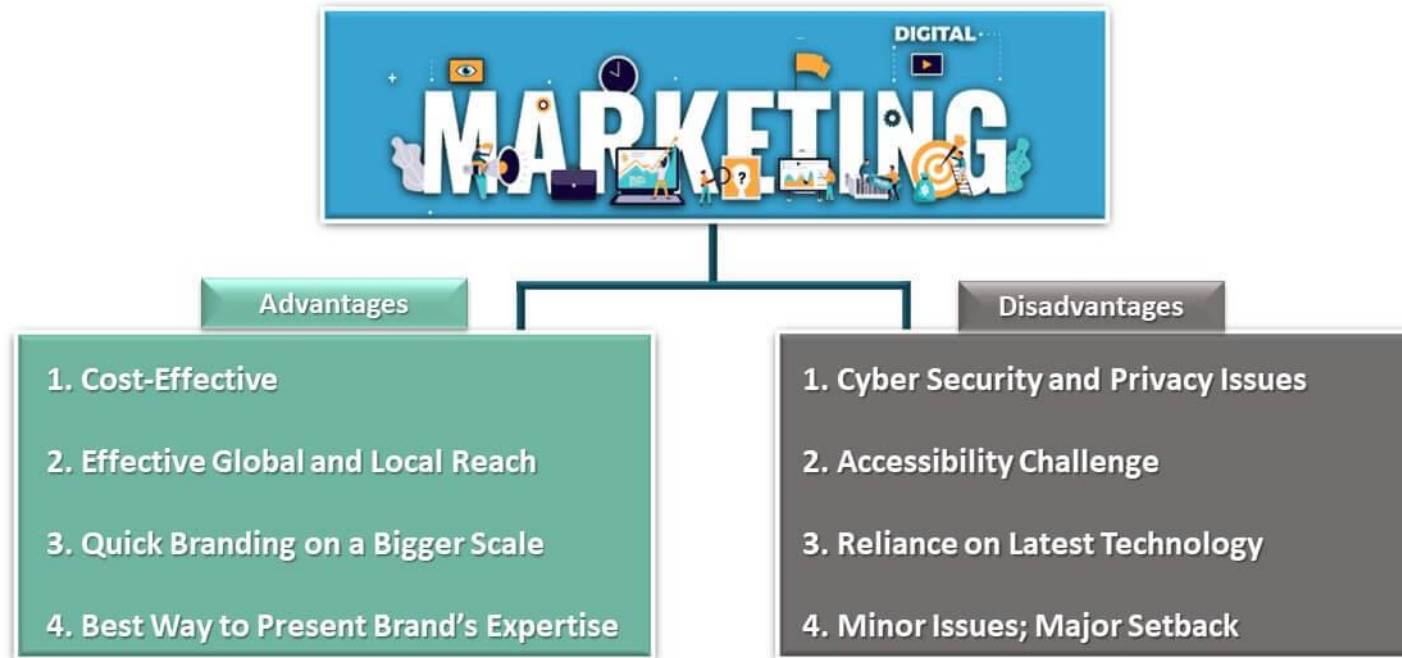 DIGITAL
MARKETING
Advantages
1. Cost-Effective
2. Effective Global and Local Reach
3. Quick Branding on a Bigger Scale
4. Best Way to Present Brand's Expertise
Disadvantages
1. Cyber Security and Privacy Issues
2. Accessibility Challenge
3. Reliance on Latest Technology
4. Minor Issues; Major Setback